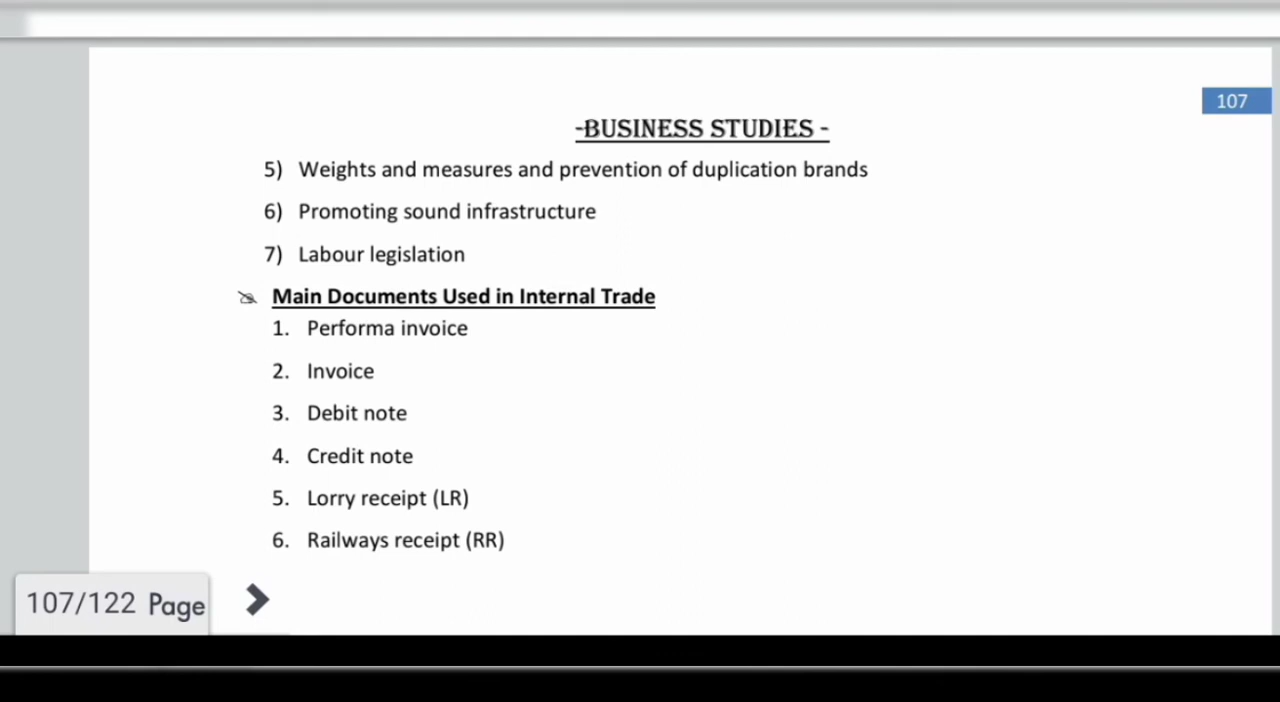 107
-BUSINESS STUDIES -
5) Weights and measures and prevention of duplication brands
6) Promoting sound infrastructure
7) Labour legislation
Main Documents Used in Internal Trade
1. Performa invoice
2. Invoice
3. Debit note
4. Credit note
5. Lorry receipt (LR)
6. Railways receipt (RR)
107/122 Page